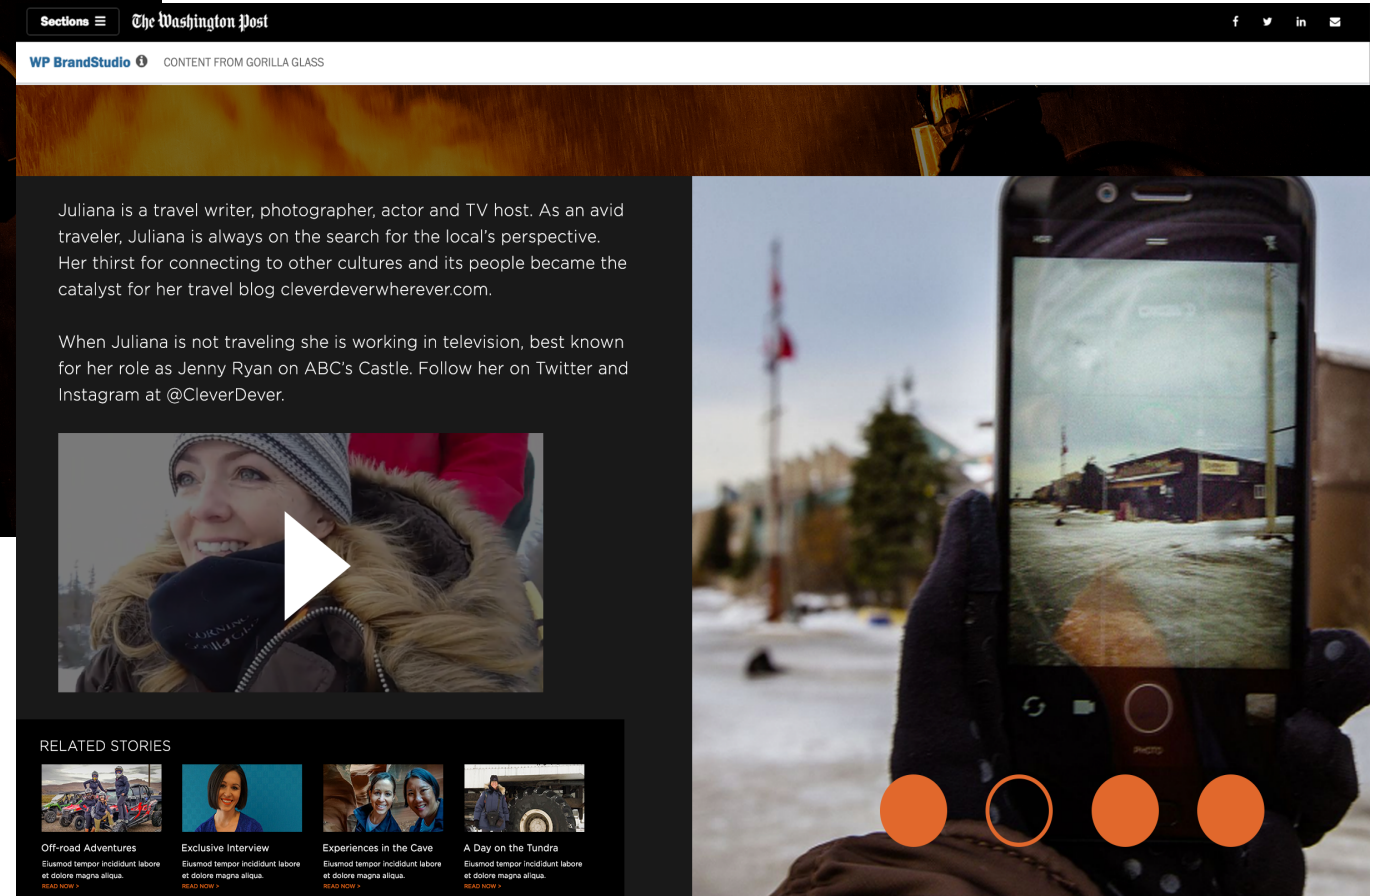 Sections
The Washington Post
WP BrandStudio CONTENT FROM GORILLA GLASS
Juliana is a travel writer, photographer, actor and TV host. As an avid
traveler, Juliana is always on the search for the local's perspective.
Her thirst for connecting to other cultures and its people became the
catalyst for her travel blog cleverdeverwherever.com.
When Juliana is not traveling she is working in television, best known
for her role as Jenny Ryan on ABC's Castle. Follow her on Twitter and
Instagram at @CleverDever.
RELATED STORIES
Off-road Adventures
Eiusmod tempor incididunt labore
et dolore magna aliqua.
READ NOW >
Exclusive Interview
Eiusmod tempor incididunt labore
et dolore magna aliqua.
READ NOW >
Experiences in the Cave
Eiusmod tempor incididunt labore
et dolore magna aliqua.
READ NOW >
A Day on the Tundra
Eiusmod tempor incididunt labore
et dolore magna aliqua.
READ NOW >
HDR
PHOTO